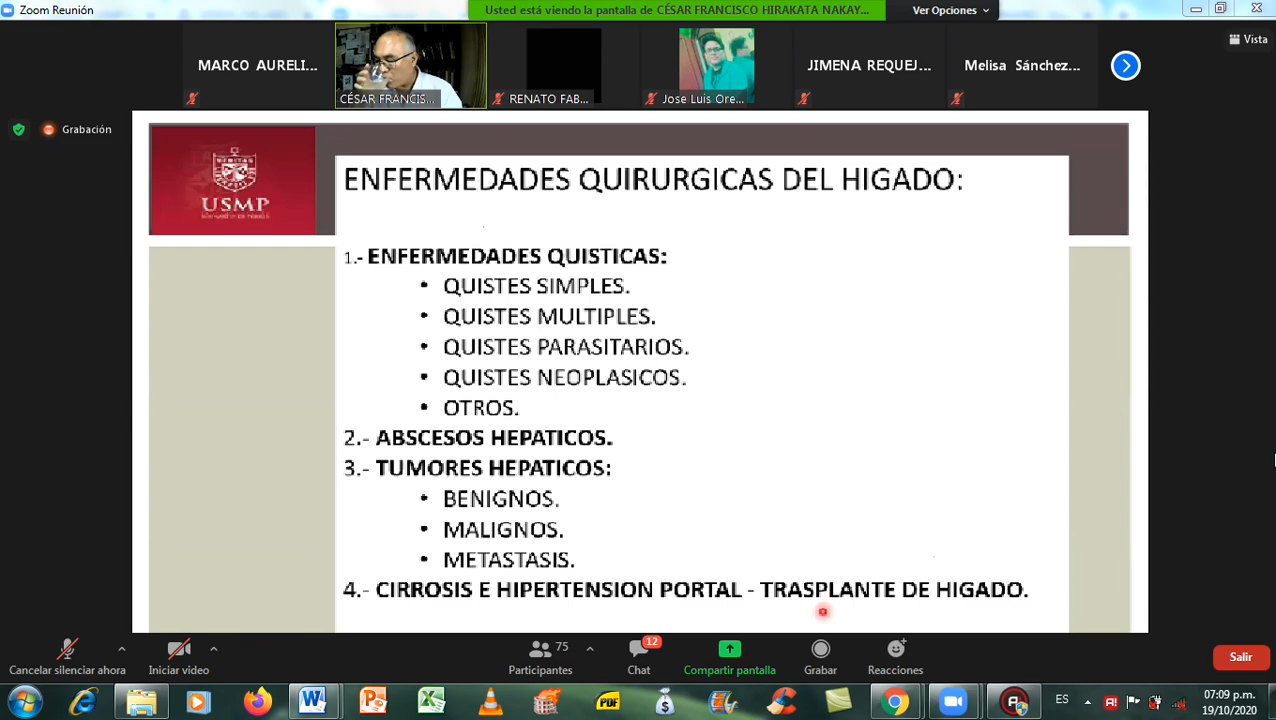 Zoom Reunión
Usted está viendo la pantalla de CÉSAR FRANCISCO HIRAKATA NAKAY...
Ver Opciones
MARCO AURELI...
CÉSAR FRANCIS...
RENATO FAB...
Jose Luis Ore...
JIMENA REQUEJ...
Melisa Sánchez...
Vista
Grabación
USMP
ENFERMEDADES QUIRURGICAS DEL HIGADO:
1.- ENFERMEDADES QUISTICAS:
• QUISTES SIMPLES.
• QUISTES MULTIPLES.
• QUISTES PARASITARIOS.
• QUISTES NEOPLASICOS.
• OTROS.
2.- ABSCESOS HEPATICOS.
3.- TUMORES HEPATICOS:
• BENIGNOS.
• MALIGNOS.
• METASTASIS.
4.- CIRROSIS E HIPERTENSION PORTAL - TRASPLANTE DE HIGADO.
Cancelar silenciar ahora
Iniciar video
75
Participantes
12
Chat
Compartir pantalla
Grabar
Reacciones
Salir
PDF
ES
07:09 p.m.
19/10/2020